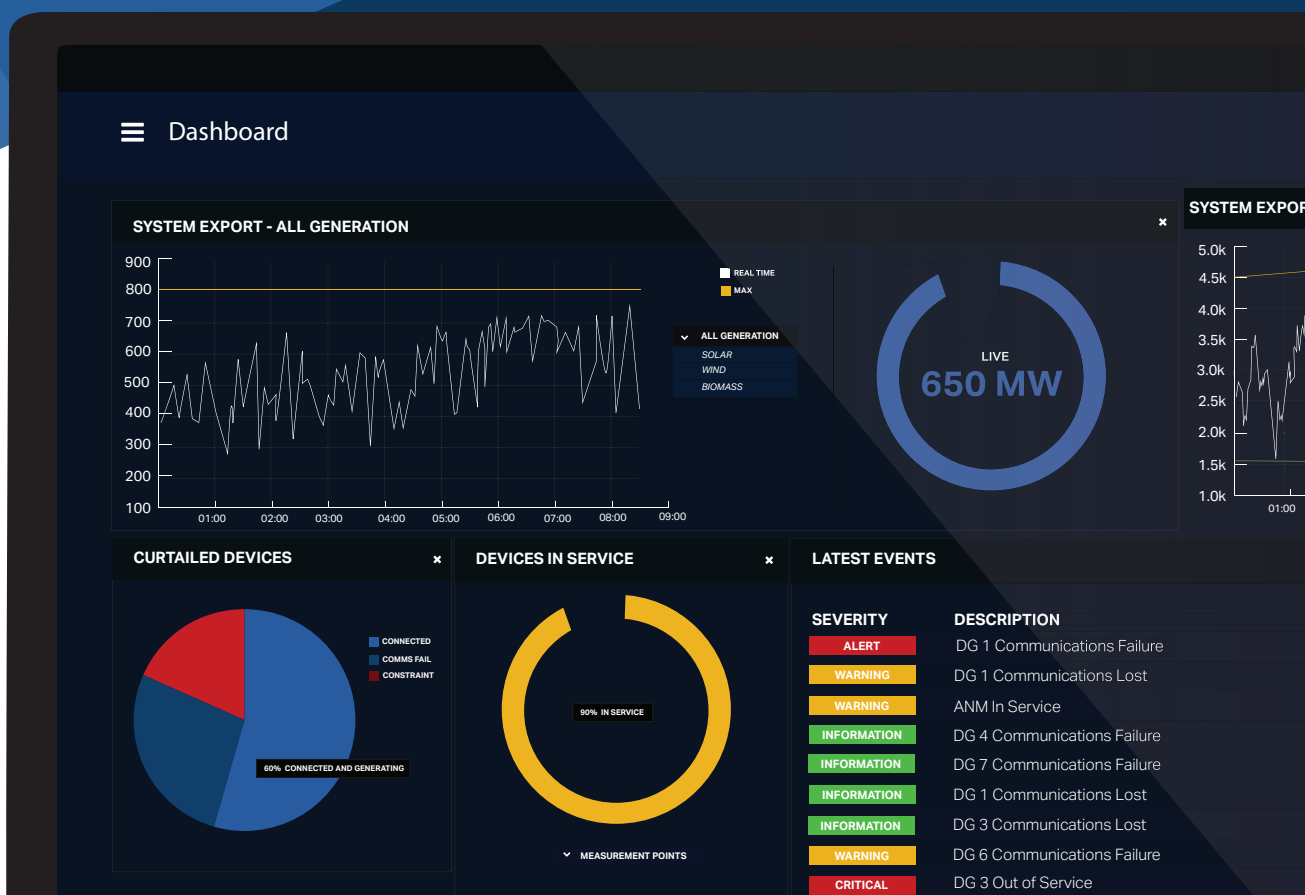 Dashboard
SYSTEM EXPORT - ALL GENERATION
900
800
700
600
500
400
300
200
100
01:00 02:00 03:00 04:00 05:00 06:00 07:00 08:00 09:00
REAL TIME
MAX
ALL GENERATION
SOLAR
WIND
BIOMASS
LIVE
650 MW
SYSTEM EXPOR
5.0k
4.5k
4.0k
3.5k
3.0k
2.5k
2.0k
1.5k
1.0k
01:00
CURTAILED DEVICES
CONNECTED
COMMS FAIL
CONSTRAINT
60% CONNECTED AND GENERATING
DEVICES IN SERVICE
90% IN SERVICE
MEASUREMENT POINTS
LATEST EVENTS
SEVERITY DESCRIPTION
ALERT DG 1 Communications Failure
WARNING DG 1 Communications Lost
WARNING ANM In Service
INFORMATION DG 4 Communications Failure
INFORMATION DG 7 Communications Failure
INFORMATION DG 1 Communications Lost
INFORMATION DG 3 Communications Lost
WARNING DG 6 Communications Failure
CRITICAL DG 3 Out of Service